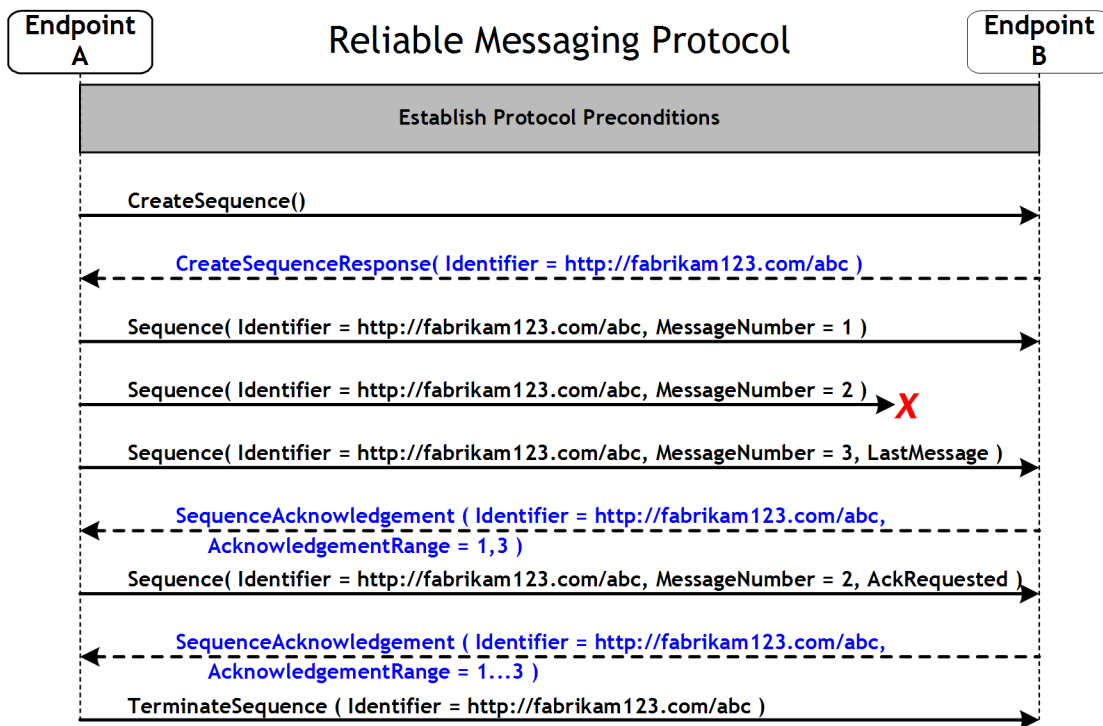 Endpoint
A
Reliable Messaging Protocol
Endpoint
B
Establish Protocol Preconditions
CreateSequence()
CreateSequenceResponse( Identifier = http://fabrikam123.com/abc )
Sequence( Identifier = http://fabrikam123.com/abc, MessageNumber = 1 )
Sequence( Identifier = http://fabrikam123.com/abc, MessageNumber = 2 )
X
Sequence( Identifier = http://fabrikam123.com/abc, MessageNumber = 3, LastMessage )
SequenceAcknowledgement ( Identifier = http://fabrikam123.com/abc,
AcknowledgementRange = 1,3 )
Sequence( Identifier = http://fabrikam123.com/abc, MessageNumber = 2, AckRequested )
SequenceAcknowledgement ( Identifier = http://fabrikam123.com/abc,
AcknowledgementRange = 1...3 )
TerminateSequence ( Identifier = http://fabrikam123.com/abc )